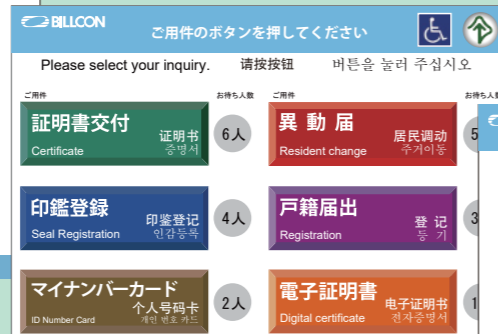 BILLCON
ご用件のボタンを押してください
Please select your inquiry. 请按按钮 버튼을 눌러 주십시오
ご用件 お待ち人数 ご用件 お待ち人数
証明書交付 证明书
Certificate 증명서
6人
異動届 居民调动
Resident change 주거이동
5
印鑑登録 印鉴登记
Seal Registration 인감등록
4人
戸籍届出 登记
Registration 등 기
3
マイナンバーカード
个人号码卡
ID Number Card 개인 번호 카드
2人
電子証明書 电子证明书
Digital certificate 전자증명서
1